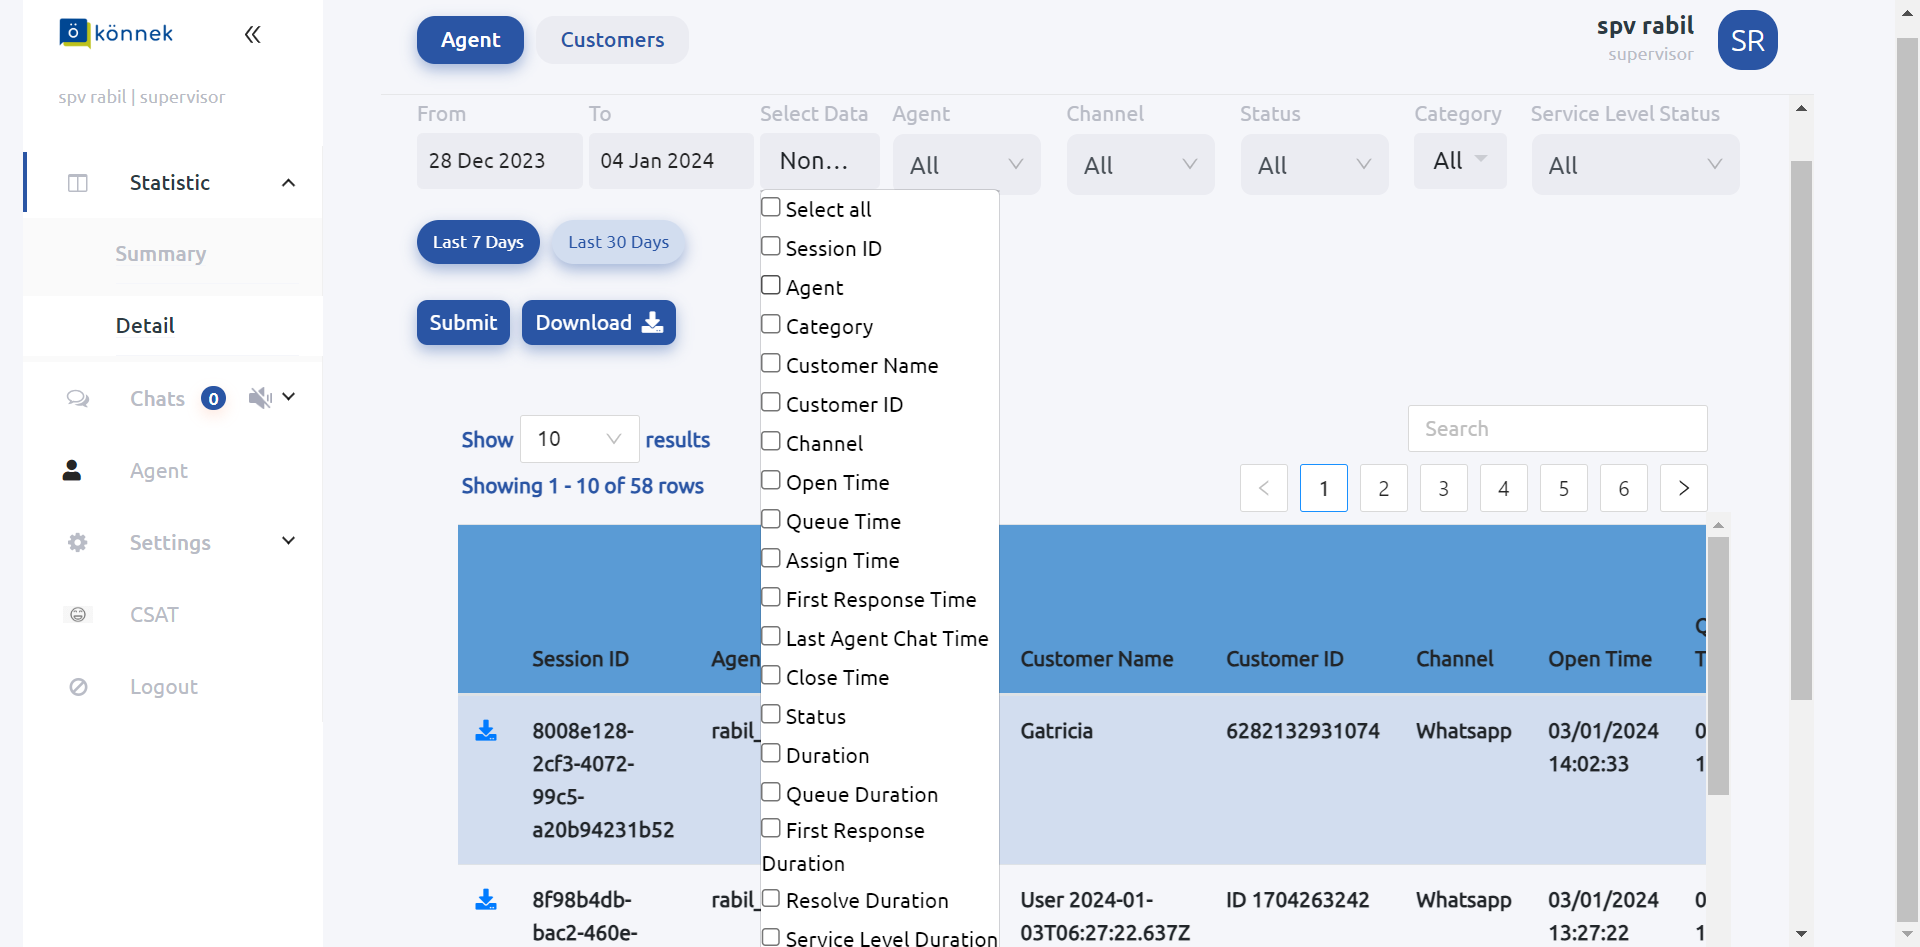 könnek
spv rabil | supervisor
Statistic
Summary
Detail
Chats 0
Agent
Settings
CSAT
Logout
Agent Customers
spv rabil
supervisor
SR
From To Select Data Agent Channel Status Category Service Level Status
28 Dec 2023 04 Jan 2024 Non... All All All All All
Last 7 Days Last 30 Days
Submit Download
Select all
Session ID
Agent
Category
Customer Name
Customer ID
Channel
Open Time
Queue Time
Assign Time
First Response Time
Last Agent Chat Time
Close Time
Status
Duration
Queue Duration
First Response
Duration
Resolve Duration
Service Level Duration
Show 10 results
Showing 1 - 10 of 58 rows
Search
< 1 2 3 4 5 6 >
Session ID Agen Customer Name Customer ID Channel Open Time
8008e128-
2cf3-4072-
99c5-
a20b94231b52
rabil_
Gatricia
6282132931074
Whatsapp
03/01/2024
14:02:33
0
1
8f98b4db-
bac2-460e-
rabil_
User 2024-01-
03T06:27:22.637Z
ID 1704263242
Whatsapp
03/01/2024
13:27:22
0
1